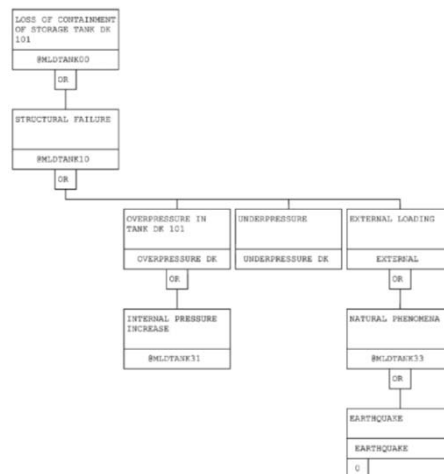 LOSS OF CONTAINMENT
OF STORAGE TANK DK
101
@MLDTANK00
OR
STRUCTURAL FAILURE
@MLDTANK10
OR
OVERPRESSURE IN
TANK DK 101
OVERPRESSURE DK
OR
UNDERPRESSURE
UNDERPRESSURE DK
EXTERNAL LOADING
EXTERNAL
OR
INTERNAL PRESSURE
INCREASE
@MLDTANK31
NATURAL PHENOMENA
@MLDTANK33
OR
EARTHQUAKE
EARTHQUAKE
0